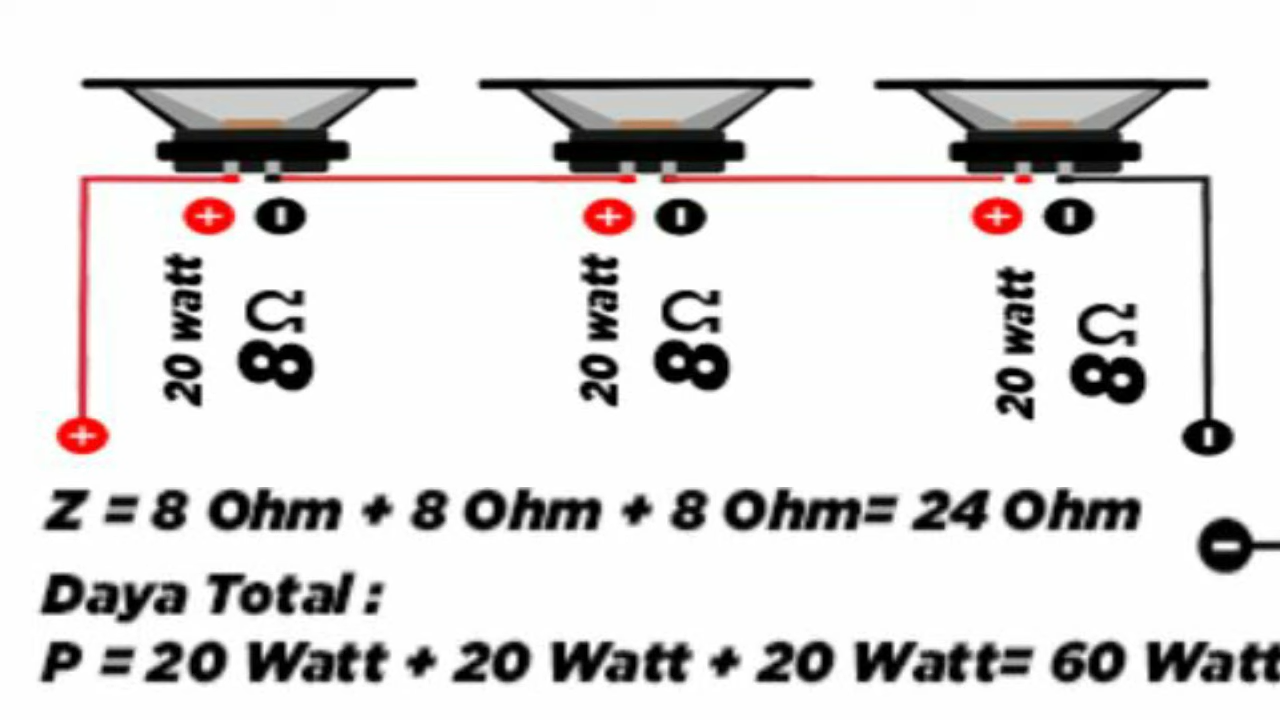 20 watt 8Ω
20 watt 8Ω
20 watt 8Ω
Z = 8 Ohm + 8 Ohm + 8 Ohm= 24 Ohm
Daya Total :
P = 20 Watt + 20 Watt + 20 Watt= 60 Watt